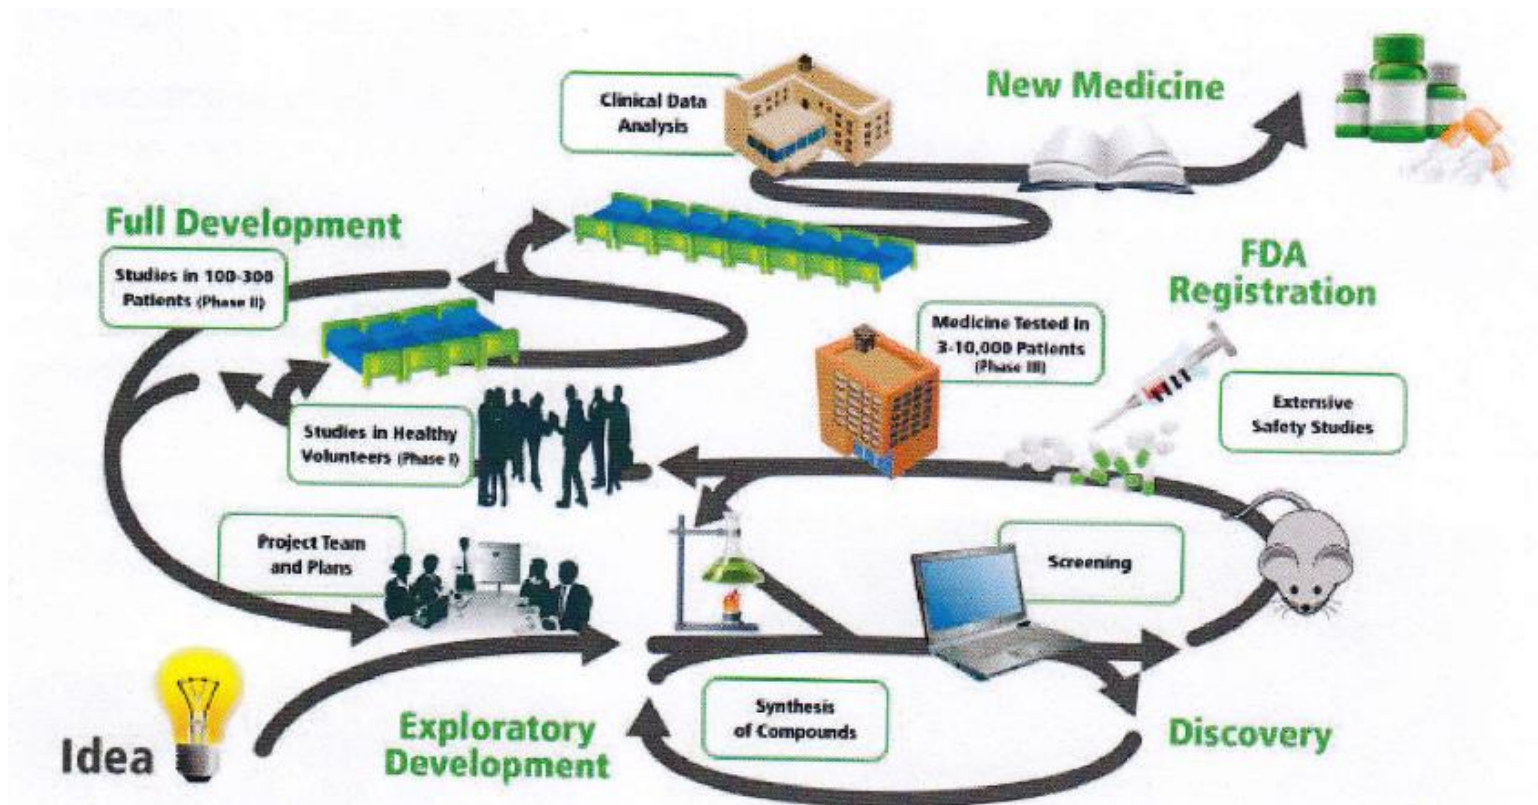 Clinical Data
Analysis
New Medicine
Full Development
Studies in 100-300
Patients (Phase II)
FDA
Registration
Medicine Tested in
3-10,000 Patients
(Phase III)
Extensive
Safety Studies
Studies in Healthy
Volunteers (Phase I)
Project Team
and Plans
Screening
Synthesis
of Compounds
Idea
Exploratory
Development
Discovery